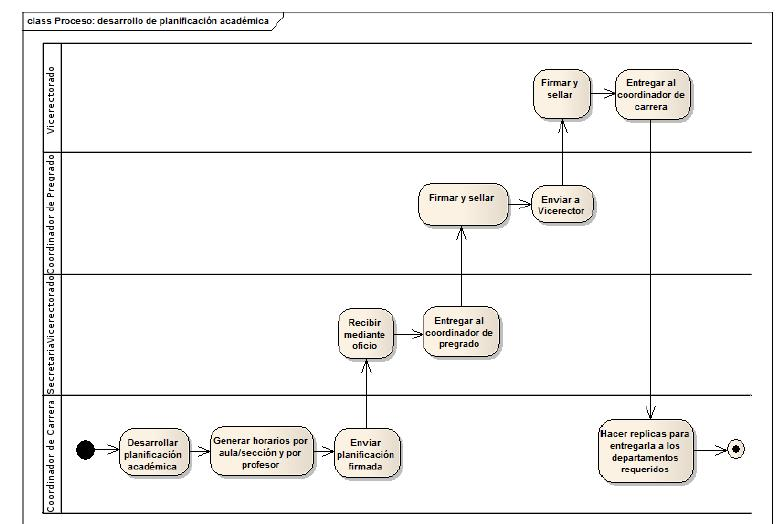 class Proceso: desarrollo de planificación académica
Vicerectorado
Firmar y
sellar
Entregar al
coordinador de
carrera
Coordinador de Pregrado
Firmar y sellar
Enviar a
Vicerector
SecretariaVicerectorado
Recibir
mediante
oficio
Entregar al
coordinador de
pregrado
Coordinador de Carrera
Desarrollar
planificación
académica
Generar horarios por
aula/sección y por
profesor
Enviar
planificación
firmada
Hacer replicas para
entregarla a los
departamentos
requeridos